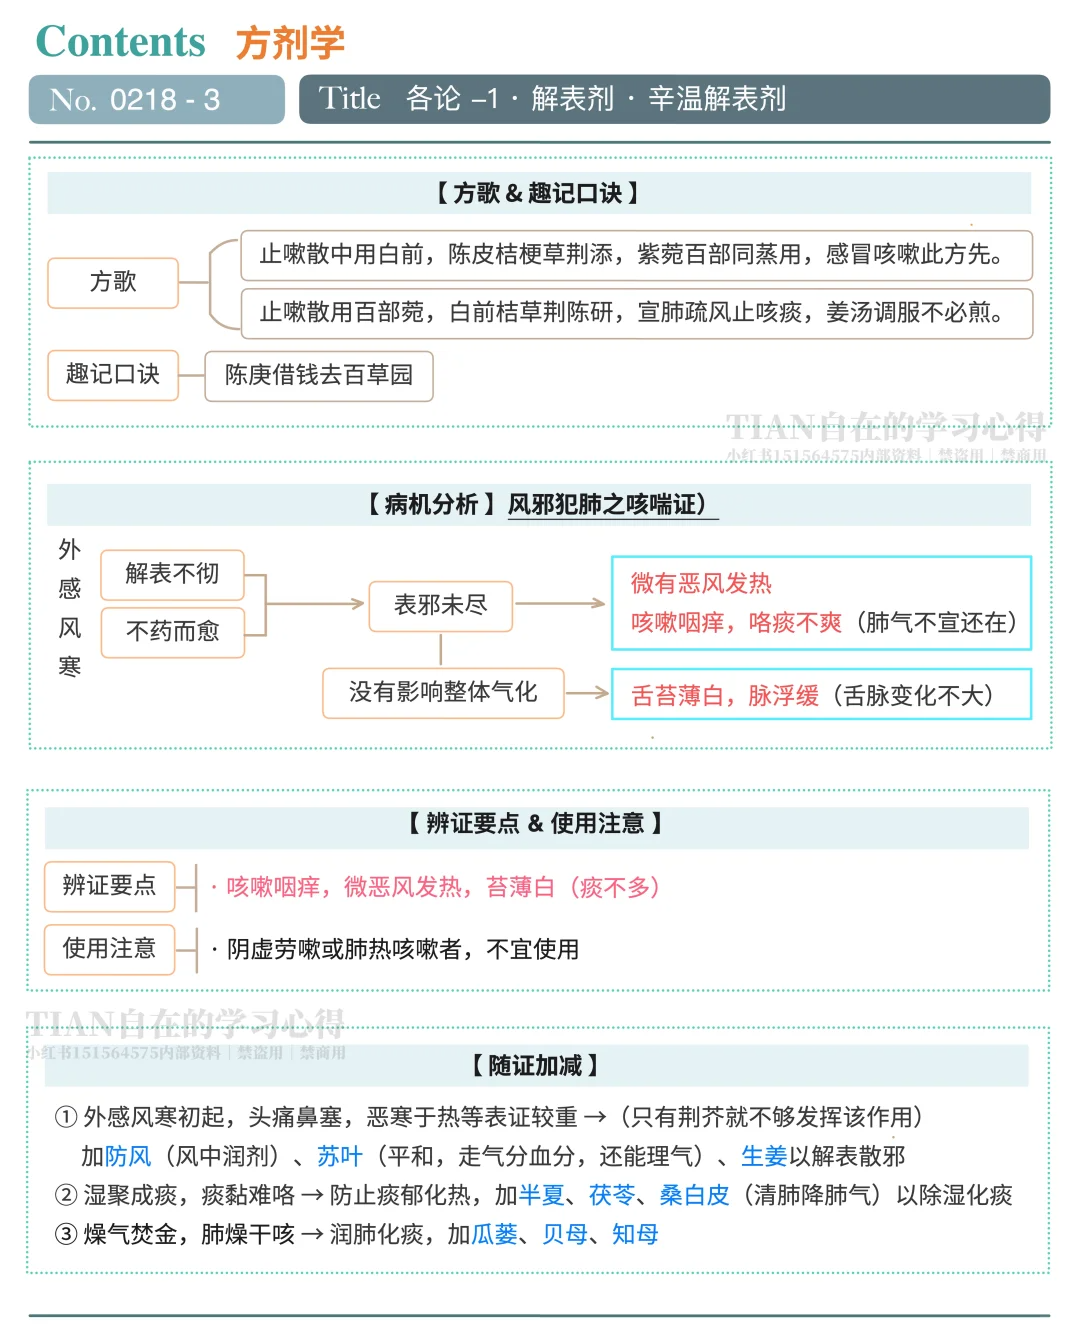 Contents 方剂学
No. 0218 - 3
Title 各论 –1 · 解表剂 · 辛温解表剂
【 方歌 & 趣记口诀 】
方歌
止嗽散中用白前，陈皮桔梗草荆添，紫菀百部同蒸用，感冒咳嗽此方先。
止嗽散用百部菀，白前桔草荆陈研，宣肺疏风止咳痰，姜汤调服不必煎。
趣记口诀
陈庚借钱去百草园
TIAN自在的学习心得
小红书151564575内部资料｜禁盗用｜禁商用
【 病机分析 】风邪犯肺之咳喘证）
外感风寒
解表不彻
不药而愈
表邪未尽
微有恶风发热
咳嗽咽痒，咯痰不爽（肺气不宣还在）
没有影响整体气化
舌苔薄白，脉浮缓（舌脉变化不大）
【 辨证要点 & 使用注意 】
辨证要点
· 咳嗽咽痒，微恶风发热，苔薄白（痰不多）
使用注意
· 阴虚劳嗽或肺热咳嗽者，不宜使用
TIAN自在的学习心得
小红书151564575内部资料｜禁盗用｜禁商用
【 随证加减 】
① 外感风寒初起，头痛鼻塞，恶寒于热等表证较重 →（只有荆芥就不够发挥该作用）
加防风（风中润剂）、苏叶（平和，走气分血分，还能理气）、生姜以解表散邪
② 湿聚成痰，痰黏难咯 → 防止痰郁化热，加半夏、茯苓、桑白皮（清肺降肺气）以除湿化痰
③ 燥气焚金，肺燥干咳 → 润肺化痰，加瓜蒌、贝母、知母